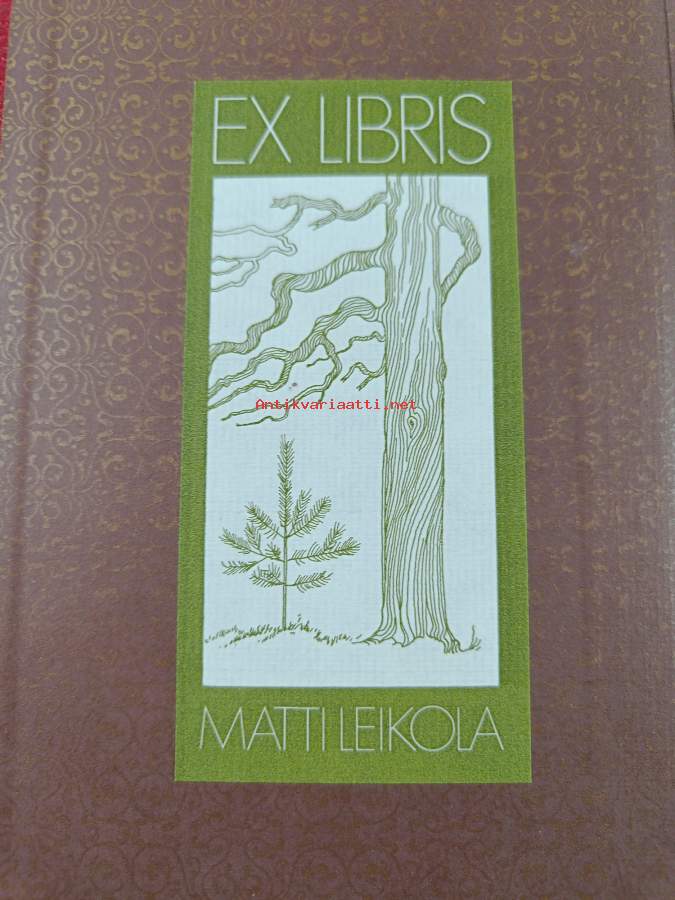 EX LIBRIS
Antikvariaatti.net
MATTI LEIKOLA